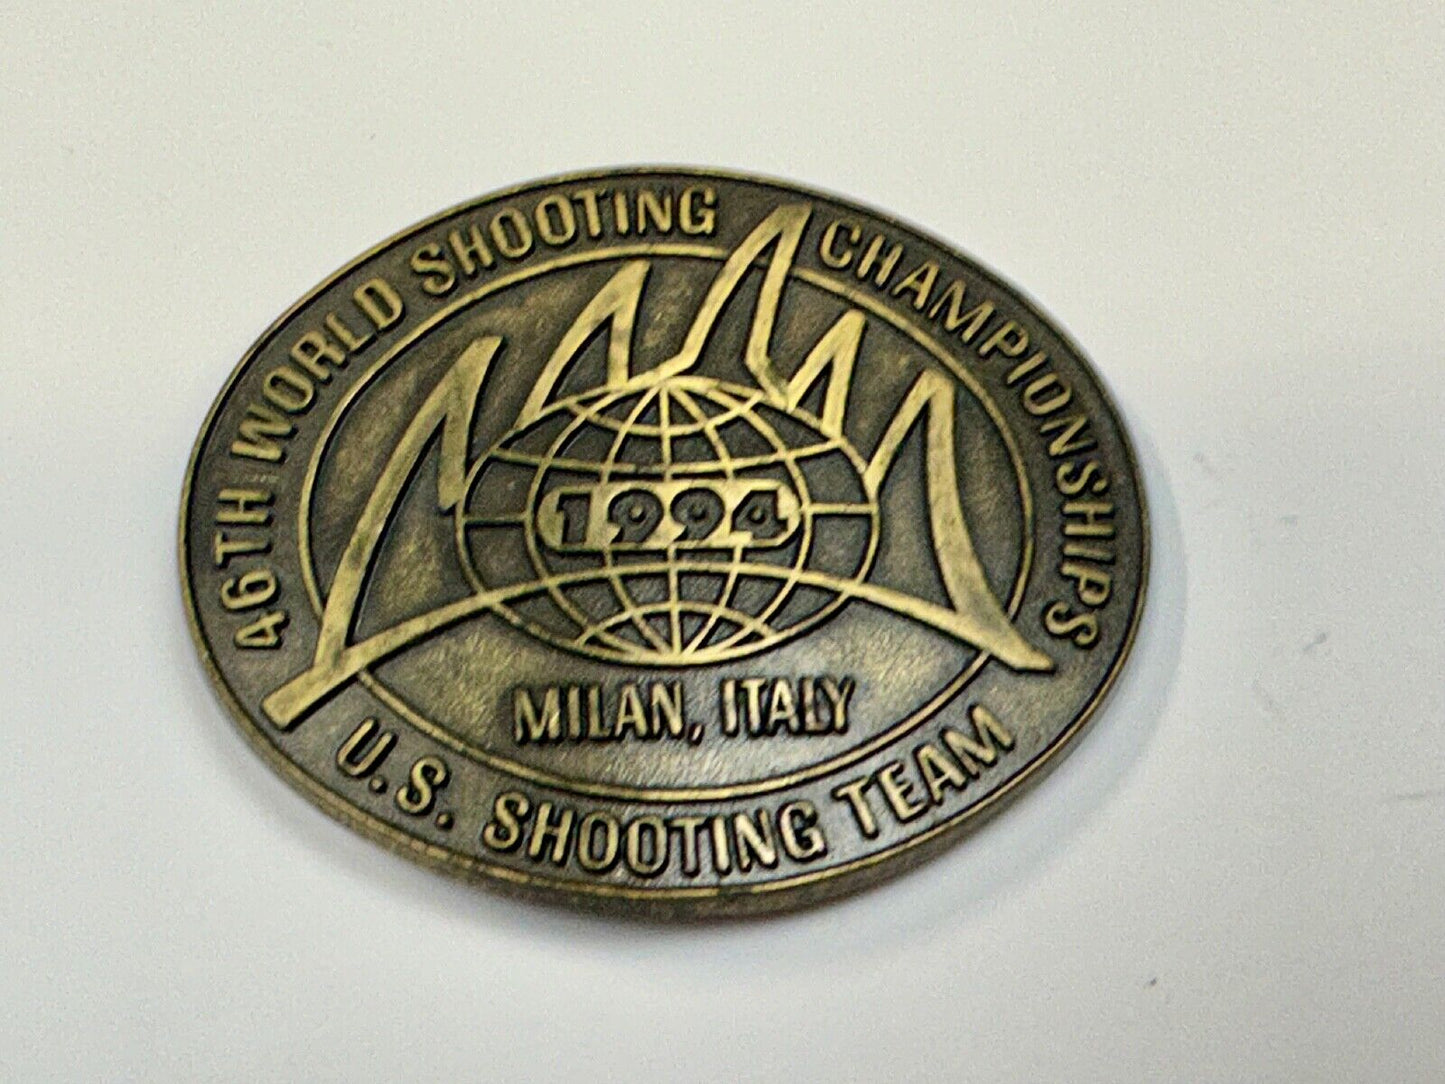 46TH WORLD SHOOTING CHAMPIONSHIPS
1994
MILAN, ITALY
U.S. SHOOTING TEAM